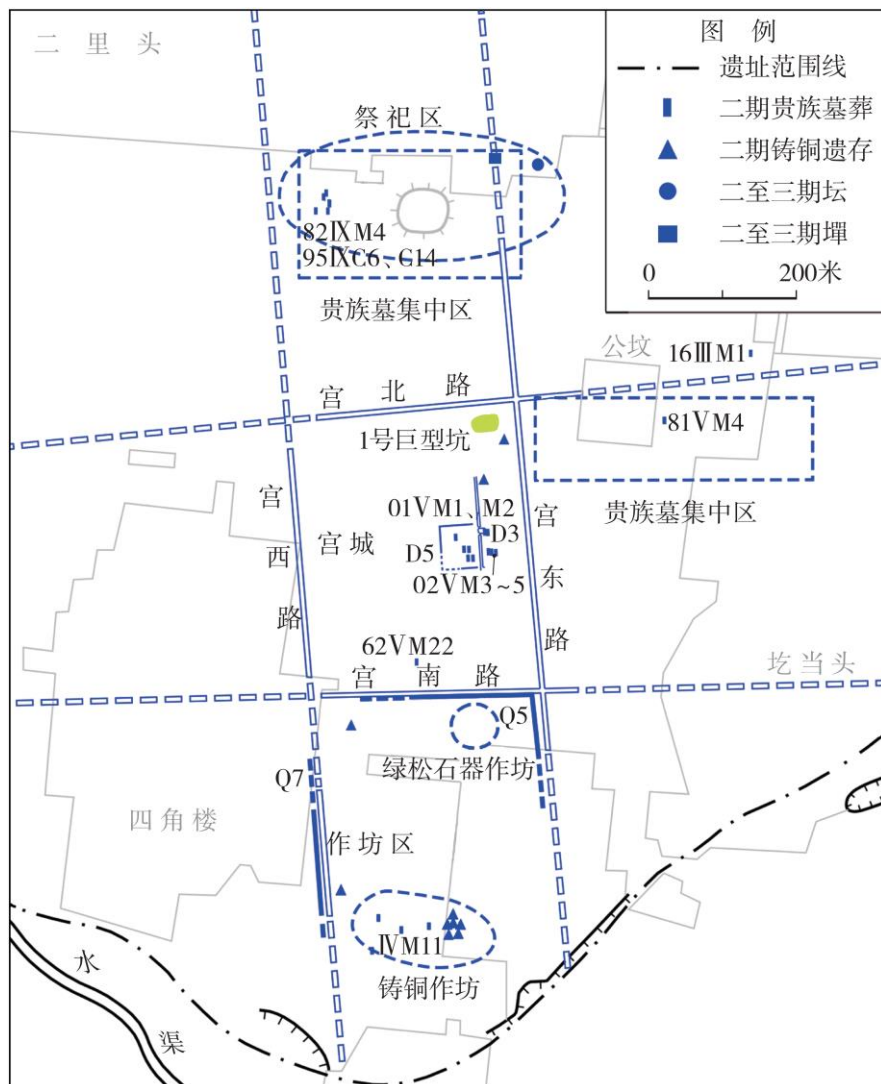 二里头
图例
遗址范围线
二期贵族墓葬
二期铸铜遗存
二至三期坛
二至三期墠
0 200米
祭祀区
82ⅨM4
95ⅨC6、C14
贵族墓集中区
公坟
16ⅢM1
宫北路
1号巨型坑
81ⅤM4
贵族墓集中区
宫西路
宫城
01ⅤM1、M2
D3
D5
02ⅤM3~5
宫东路
62ⅤM22
宫南路
圪当头
Q5
绿松石器作坊
Q7
四角楼
作坊区
ⅣM11
铸铜作坊
水渠